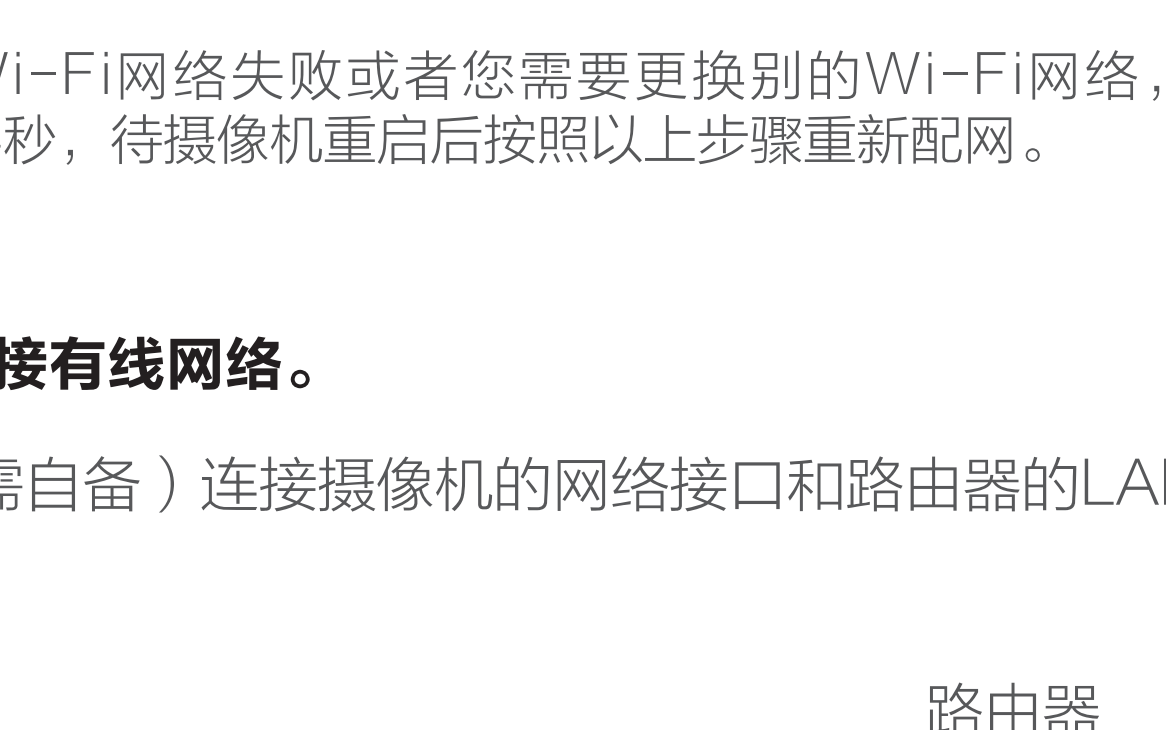 Wi-Fi网络失败或者您需要更换别的Wi-Fi网络，
秒，待摄像机重启后按照以上步骤重新配网。
接有线网络。
需自备）连接摄像机的网络接口和路由器的LAN
路由器